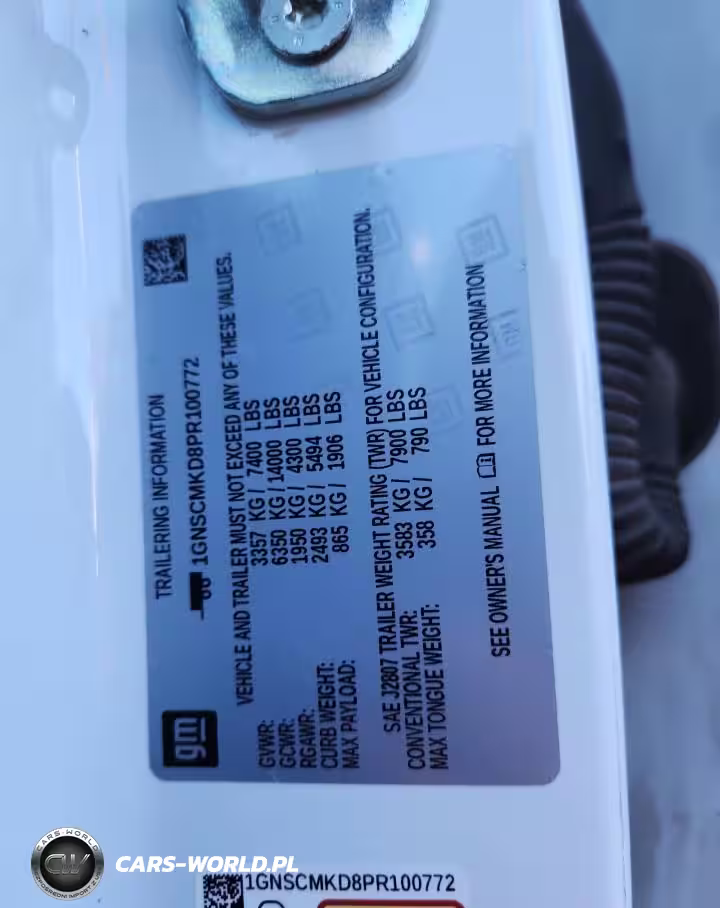 TRAILERING INFORMATION
1GNSCMKD8PR100772
gm
VEHICLE AND TRAILER MUST NOT EXCEED ANY OF THESE VALUES.
GVWR: 3357 KG / 7400 LBS
GCWR: 6350 KG / 14000 LBS
RGAWR: 1950 KG / 4300 LBS
CURB WEIGHT: 2493 KG / 5494 LBS
MAX PAYLOAD: 865 KG / 1906 LBS
SAE J2807 TRAILER WEIGHT RATING (TWR) FOR VEHICLE CONFIGURATION.
CONVENTIONAL TWR: 3583 KG / 7900 LBS
MAX TONGUE WEIGHT: 358 KG / 790 LBS
SEE OWNER'S MANUAL FOR MORE INFORMATION
1GNSCMKD8PR100772
CARS-WORLD
CW
CARS-WORLD.PL